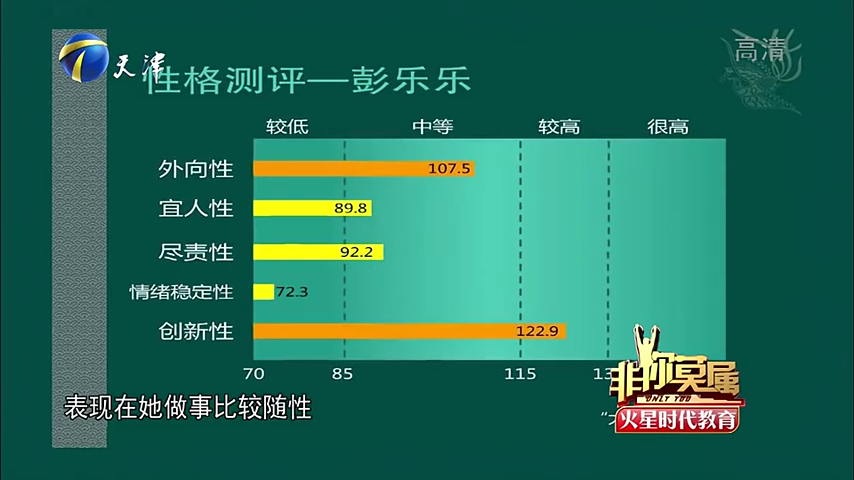 天津
高清
性格测评—彭乐乐
较低 中等 较高 很高
外向性 107.5
宜人性 89.8
尽责性 92.2
情绪稳定性 72.3
创新性 122.9
70 85 115
非你莫属
ONLY YOU
表现在她做事比较随性
火星时代教育